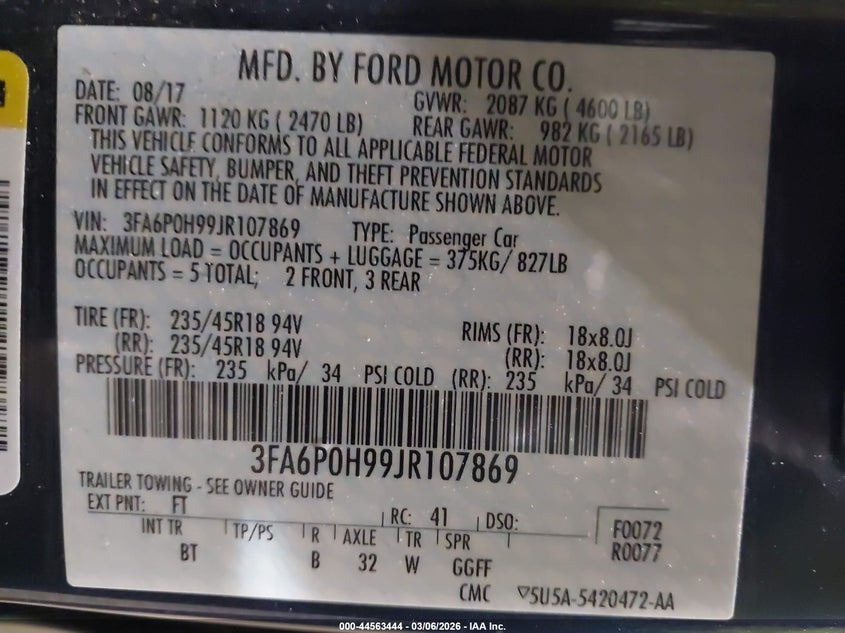 MFD. BY FORD MOTOR CO.
DATE: 08/17 GVWR: 2087 KG ( 4600 LB)
FRONT GAWR: 1120 KG ( 2470 LB) REAR GAWR: 982 KG ( 2165 LB)
THIS VEHICLE CONFORMS TO ALL APPLICABLE FEDERAL MOTOR
VEHICLE SAFETY, BUMPER, AND THEFT PREVENTION STANDARDS
IN EFFECT ON THE DATE OF MANUFACTURE SHOWN ABOVE.
VIN: 3FA6P0H99JR107869 TYPE: Passenger Car
MAXIMUM LOAD = OCCUPANTS + LUGGAGE = 375KG/ 827LB
OCCUPANTS = 5 TOTAL; 2 FRONT, 3 REAR
TIRE (FR): 235/45R18 94V RIMS (FR): 18x8.0J
(RR): 235/45R18 94V (RR): 18x8.0J
PRESSURE (FR): 235 kPa/ 34 PSI COLD (RR): 235 kPa/ 34 PSI COLD
3FA6P0H99JR107869
TRAILER TOWING - SEE OWNER GUIDE
EXT PNT: FT RC: 41 DSO: F0072
INT TR TP/PS R AXLE TR SPR R0077
BT B 32 W GGFF
CMC ▽5U5A-5420472-AA
000-44563444 | 03/06/2026 - IAA Inc.